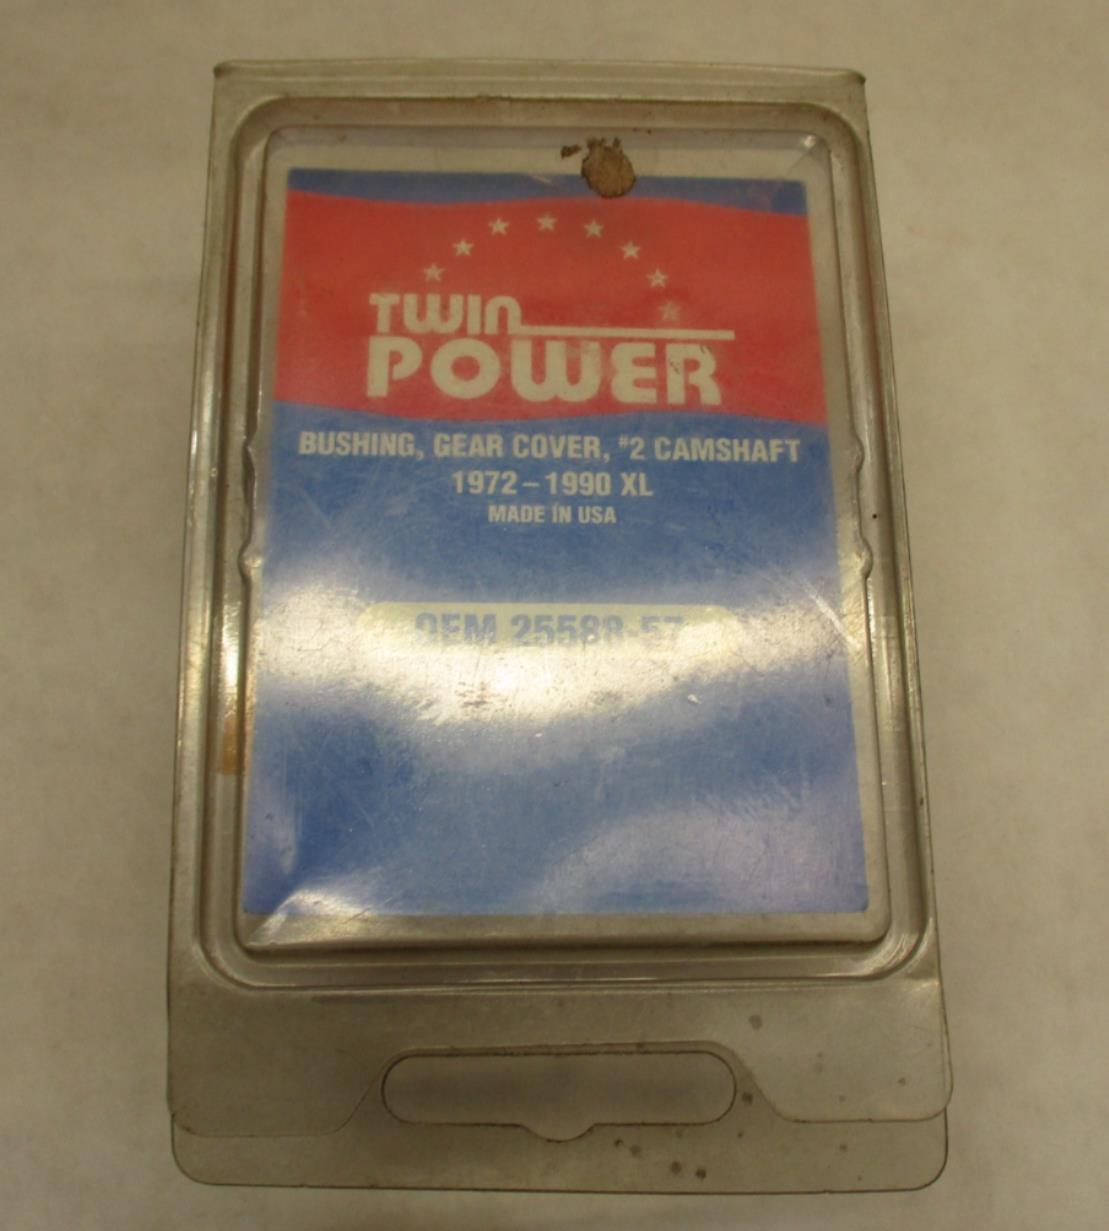 TWIN
POWER
BUSHING, GEAR COVER, #2 CAMSHAFT
1972-1990 XL
MADE IN USA
OEM 25588-57